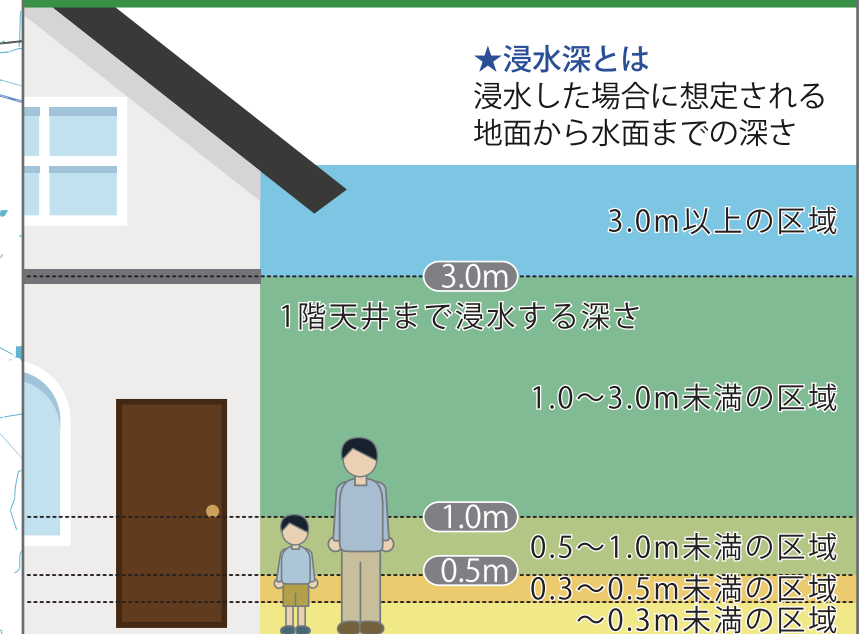 ★浸水深とは
浸水した場合に想定される
地面から水面までの深さ
3.0m以上の区域
3.0m
1階天井まで浸水する深さ
1.0〜3.0m未満の区域
1.0m
0.5〜1.0m未満の区域
0.5m
0.3〜0.5m未満の区域
〜0.3m未満の区域